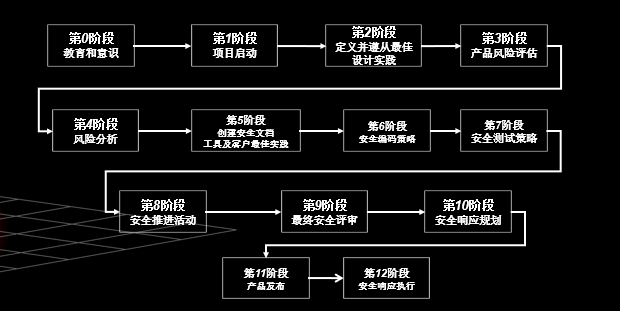 第0阶段
教育和意识
第1阶段
项目启动
第2阶段
定义并遵从最佳
设计实践
第3阶段
产品风险评估
第4阶段
风险分析
第5阶段
创建安全文档
工具及客户最佳实践
第6阶段
安全编码策略
第7阶段
安全测试策略
第8阶段
安全推进活动
第9阶段
最终安全评审
第10阶段
安全响应规划
第11阶段
产品发布
第12阶段
安全响应执行